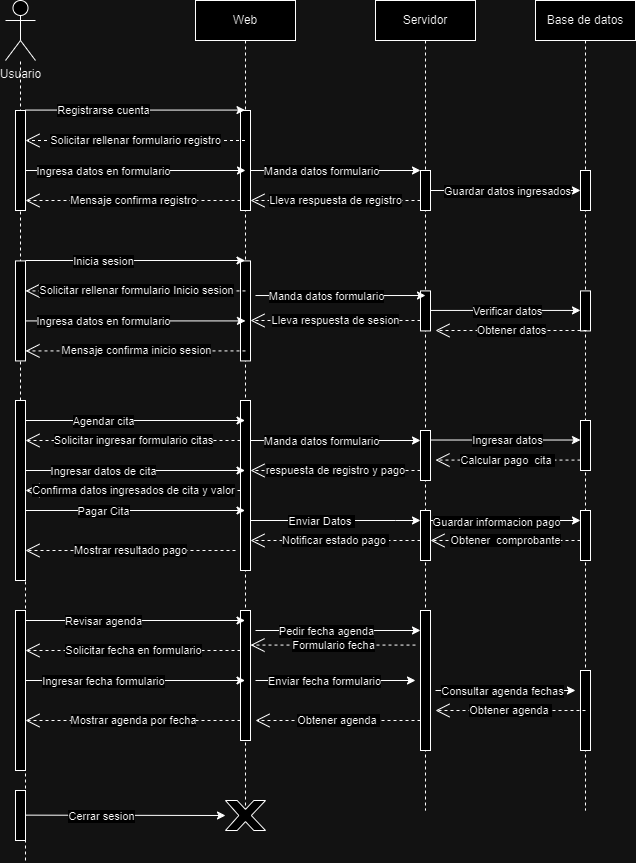 Web
Servidor
Base de datos
Usuario
Registrarse cuenta
Solicitar rellenar formulario registro
Ingresa datos en formulario
Manda datos formulario
Guardar datos ingresados
Mensaje confirma registro
Lleva respuesta de registro
Inicia sesion
Solicitar rellenar formulario Inicio sesion
Manda datos formulario
Verificar datos
Ingresa datos en formulario
Lleva respuesta de sesion
Obtener datos
Mensaje confirma inicio sesion
Agendar cita
Solicitar ingresar formulario citas
Manda datos formulario
Ingresar datos
Calcular pago cita
Ingresar datos de cita
respuesta de registro y pago
Confirma datos ingresados de cita y valor
Pagar Cita
Enviar Datos
Guardar informacion pago
Notificar estado pago
Obtener comprobante
Mostrar resultado pago
Revisar agenda
Pedir fecha agenda
Formulario fecha
Solicitar fecha en formulario
Ingresar fecha formulario
Enviar fecha formulario
Consultar agenda fechas
Obtener agenda
Mostrar agenda por fecha
Obtener agenda
Cerrar sesion